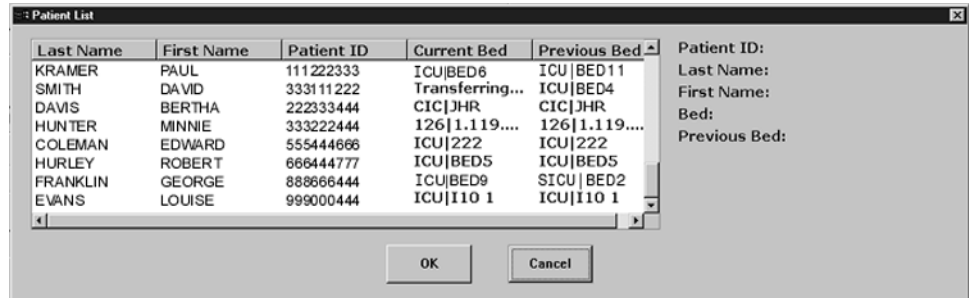 Patient List
Last Name First Name Patient ID Current Bed Previous Bed
KRAMER PAUL 111222333 ICU|BED6 ICU|BED11
SMITH DAVID 333111222 Transferring... ICU|BED4
DAVIS BERTHA 222333444 CIC|JHR CIC|JHR
HUNTER MINNIE 333222444 126|1.119.... 126|1.119....
COLEMAN EDWARD 555444666 ICU|222 ICU|222
HURLEY ROBERT 666444777 ICU|BED5 ICU|BED5
FRANKLIN GEORGE 888666444 ICU|BED9 SICU|BED2
EVANS LOUISE 999000444 ICU|I10 1 ICU|I10 1
Patient ID:
Last Name:
First Name:
Bed:
Previous Bed:
OK Cancel